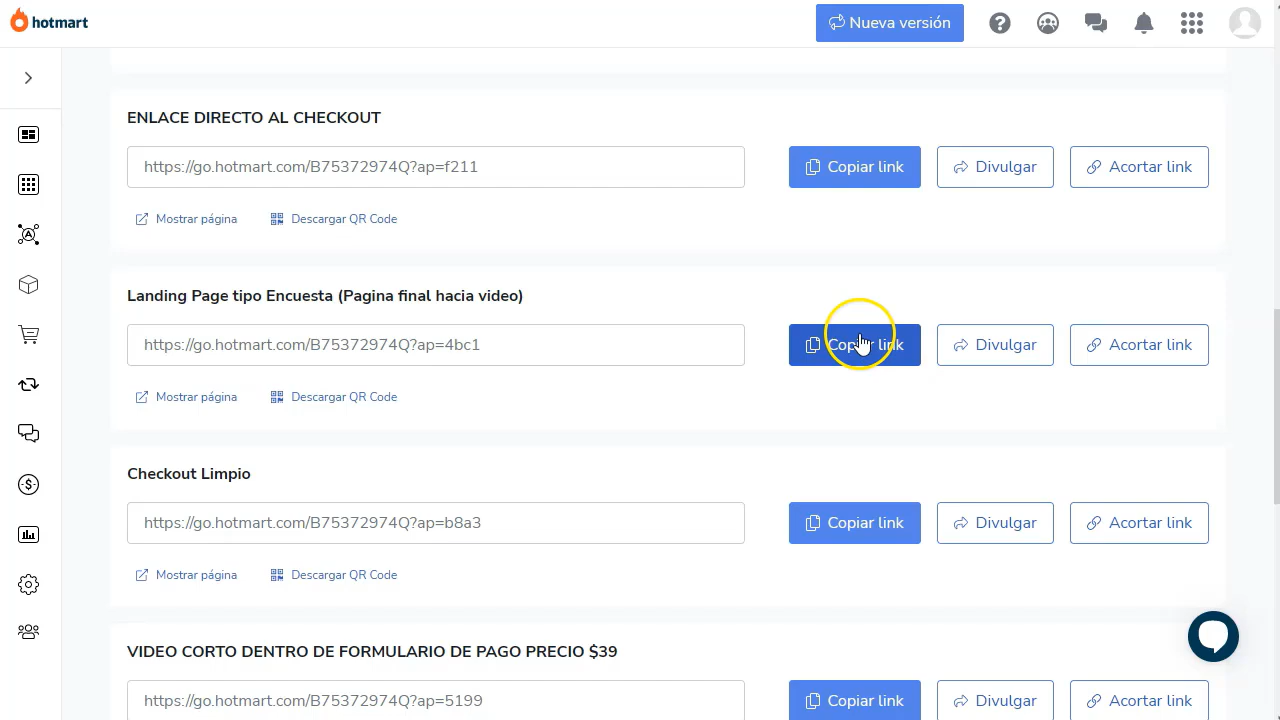 hotmart
Nueva versión
ENLACE DIRECTO AL CHECKOUT
https://go.hotmart.com/B75372974Q?ap=f211
Copiar link
Divulgar
Acortar link
Mostrar página
Descargar QR Code
Landing Page tipo Encuesta (Pagina final hacia video)
https://go.hotmart.com/B75372974Q?ap=4bc1
Copiar link
Divulgar
Acortar link
Mostrar página
Descargar QR Code
Checkout Limpio
https://go.hotmart.com/B75372974Q?ap=b8a3
Copiar link
Divulgar
Acortar link
Mostrar página
Descargar QR Code
VIDEO CORTO DENTRO DE FORMULARIO DE PAGO PRECIO $39
https://go.hotmart.com/B75372974Q?ap=5199
Copiar link
Divulgar
Acortar link